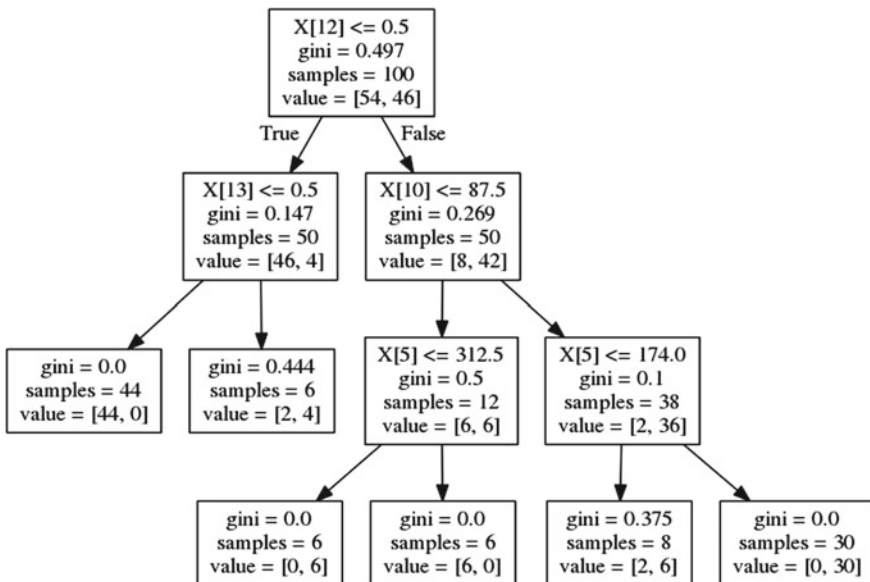 X[12] <= 0.5
gini = 0.497
samples = 100
value = [54, 46]
True
False
X[13] <= 0.5
gini = 0.147
samples = 50
value = [46, 4]
X[10] <= 87.5
gini = 0.269
samples = 50
value = [8, 42]
gini = 0.0
samples = 44
value = [44, 0]
gini = 0.444
samples = 6
value = [2, 4]
X[5] <= 312.5
gini = 0.5
samples = 12
value = [6, 6]
X[5] <= 174.0
gini = 0.1
samples = 38
value = [2, 36]
gini = 0.0
samples = 6
value = [0, 6]
gini = 0.0
samples = 6
value = [6, 0]
gini = 0.375
samples = 8
value = [2, 6]
gini = 0.0
samples = 30
value = [0, 30]